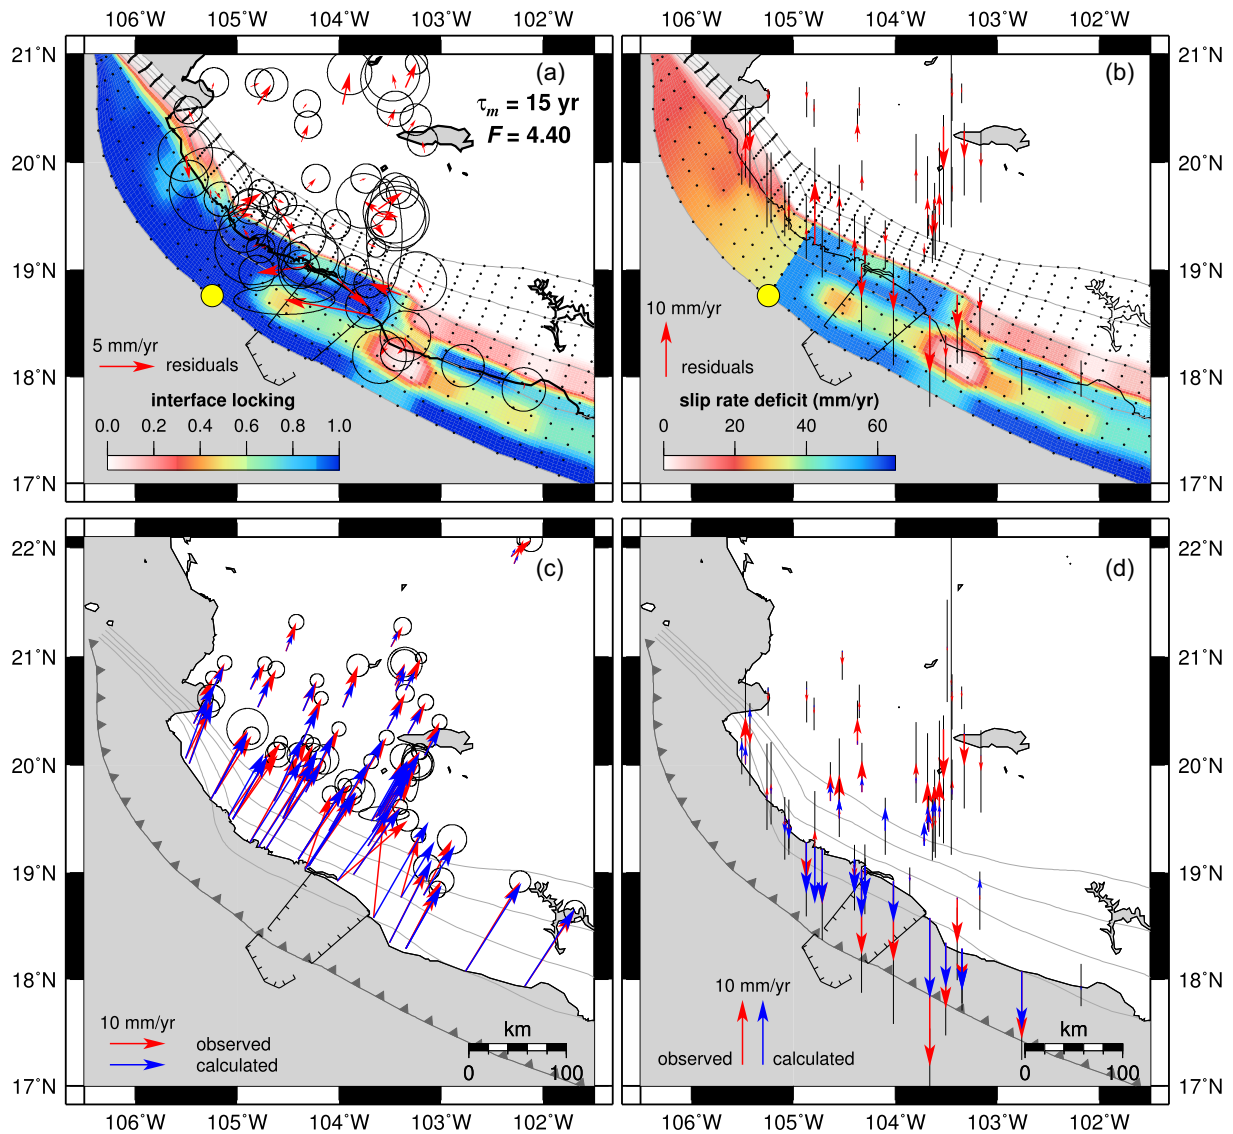 106˚W 105˚W 104˚W 103˚W 102˚W 106˚W 105˚W 104˚W 103˚W 102˚W
21˚N 21˚N
(a) (b)
τm = 15 yr
F = 4.40
20˚N 20˚N
19˚N 19˚N
5 mm/yr
residuals
10 mm/yr
residuals
18˚N 18˚N
interface locking
0.0 0.2 0.4 0.6 0.8 1.0
slip rate deficit (mm/yr)
0 20 40 60
17˚N 17˚N
22˚N 22˚N
(c) (d)
21˚N 21˚N
20˚N 20˚N
19˚N 19˚N
18˚N 18˚N
10 mm/yr
observed
calculated
km
0 100
10 mm/yr
observed calculated
km
0 100
17˚N 17˚N
106˚W 105˚W 104˚W 103˚W 102˚W 106˚W 105˚W 104˚W 103˚W 102˚W